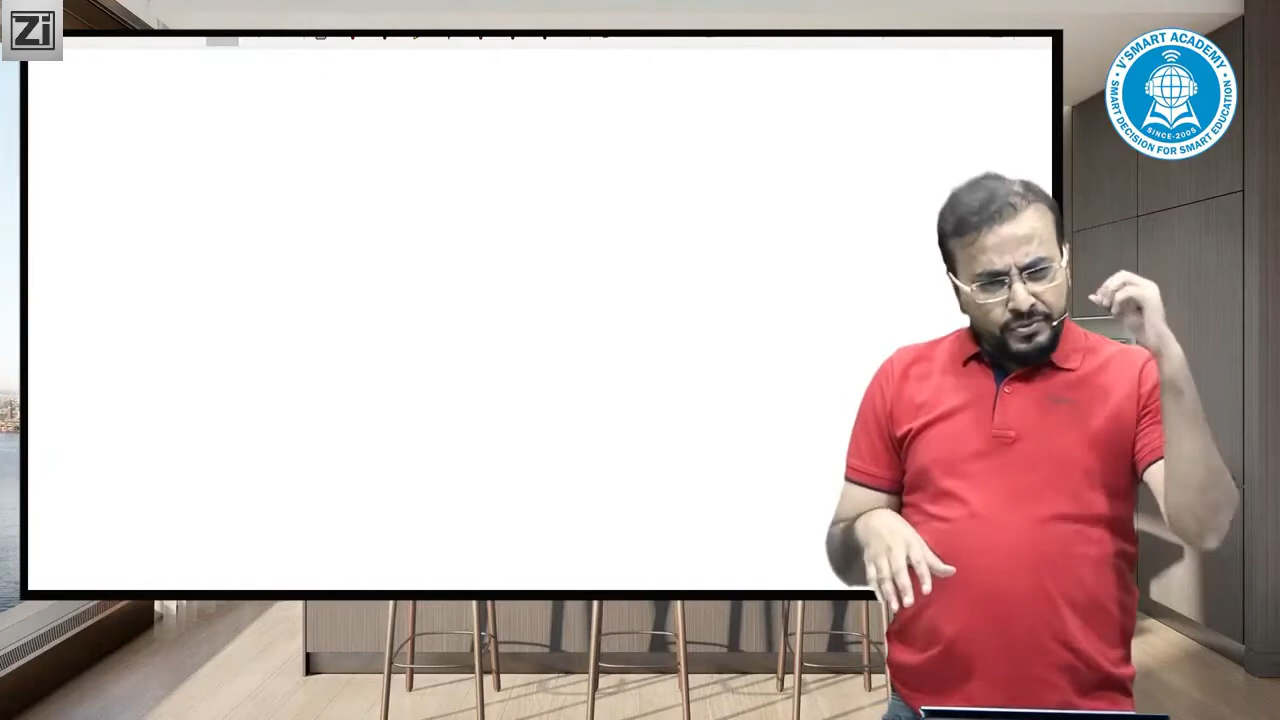 Zi
V'SMART ACADEMY
SINCE-2005
SMART DECISION FOR SMART EDUCATION